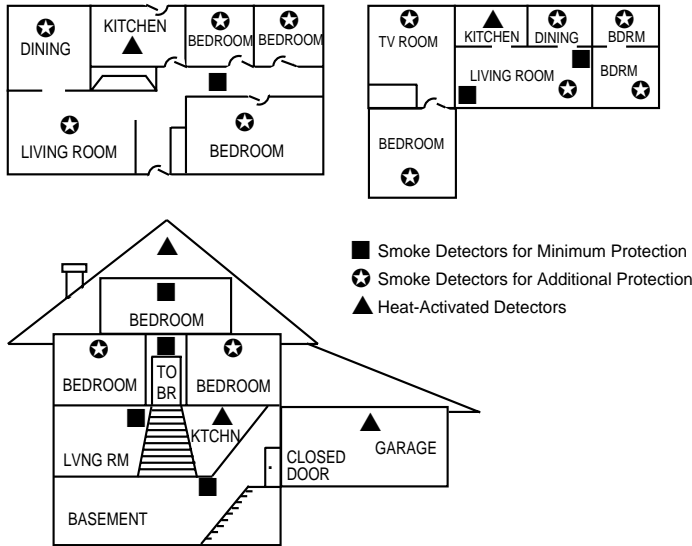 KITCHEN
DINING
BEDROOM
BEDROOM
LIVING ROOM
BEDROOM
TV ROOM
KITCHEN
DINING
BDRM
LIVING ROOM
BDRM
BEDROOM
Smoke Detectors for Minimum Protection
Smoke Detectors for Additional Protection
Heat-Activated Detectors
BEDROOM
BEDROOM
TO
BR
BEDROOM
LVNG RM
KTCHN
CLOSED
DOOR
GARAGE
BASEMENT